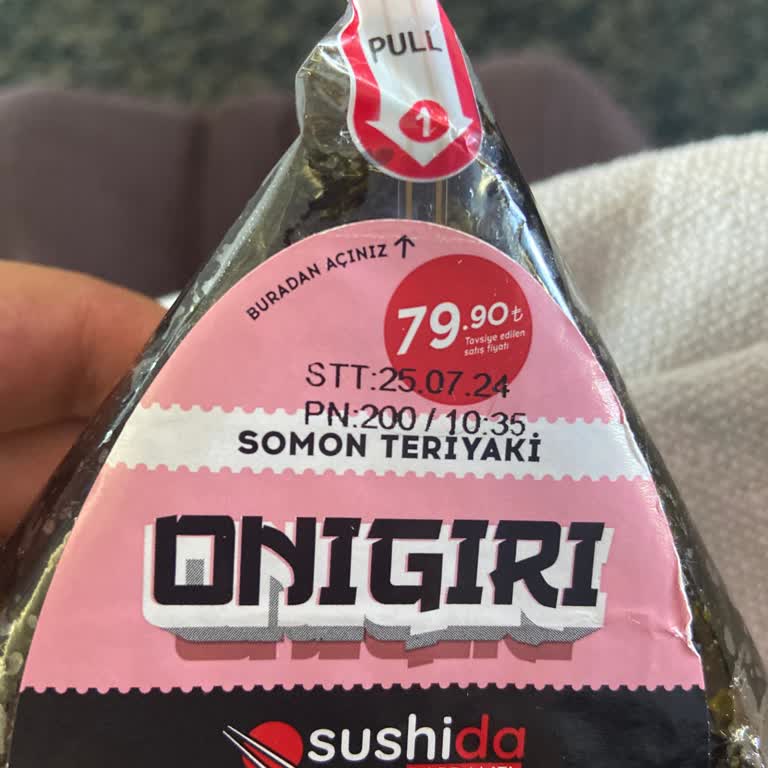 PULL
1
BURADAN AÇINIZ ↑
79.90₺
Tavsiye edilen
satış fiyatı
STT:25.07.24
PN:200 / 10:35
SOMON TERİYAKİ
ONIGIRI
sushida